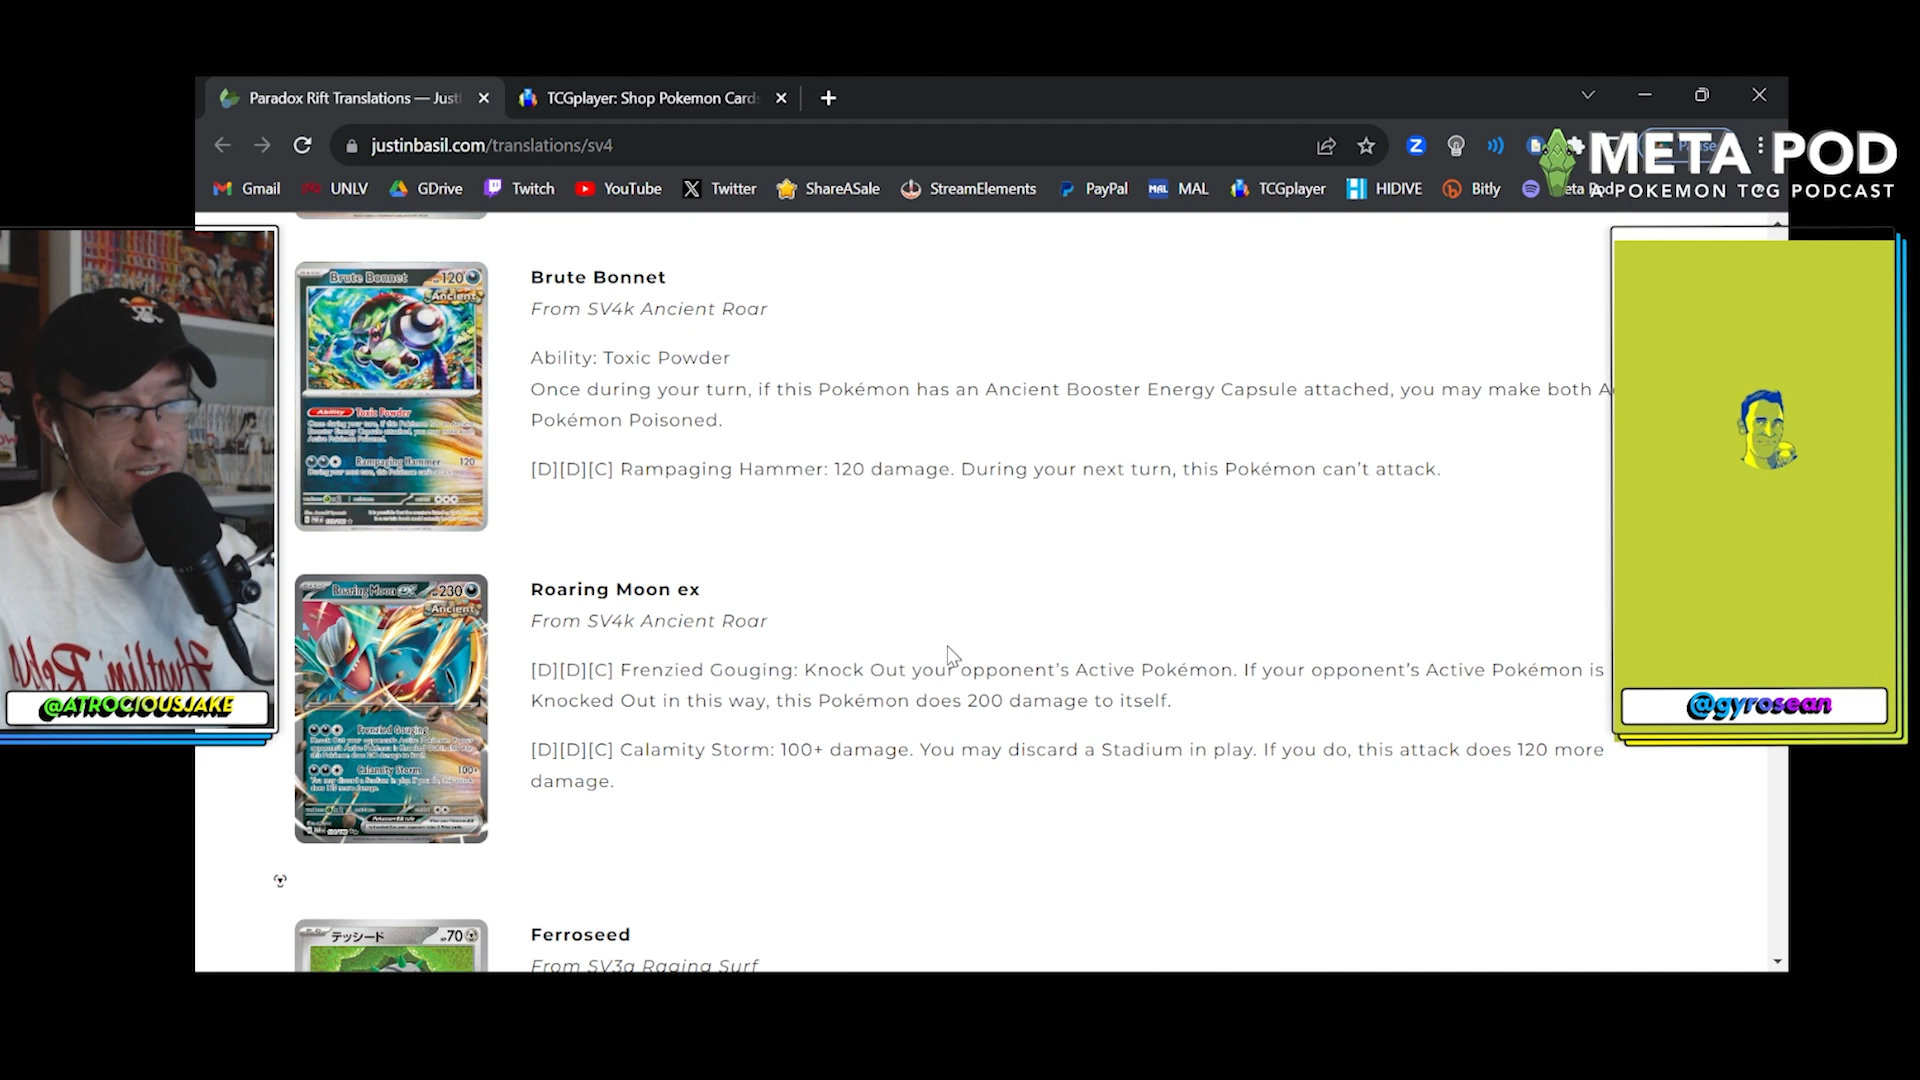 Paradox Rift Translations — Just
TCGplayer: Shop Pokemon Cards
justinbasil.com/translations/sv4
META POD
A POKEMON TCG PODCAST
Gmail
UNLV
GDrive
Twitch
YouTube
Twitter
ShareASale
StreamElements
PayPal
MAL
TCGplayer
HIDIVE
Bitly
Brute Bonnet
120
Ancient
Ability Toxic Powder
Rampaging Hammer 120
Brute Bonnet
From SV4k Ancient Roar
Ability: Toxic Powder
Once during your turn, if this Pokémon has an Ancient Booster Energy Capsule attached, you may make both A
Pokémon Poisoned.
[D][D][C] Rampaging Hammer: 120 damage. During your next turn, this Pokémon can’t attack.
Roaring Moon ex 230
Ancient
Frenzied Gouging
Calamity Storm 100+
Roaring Moon ex
From SV4k Ancient Roar
[D][D][C] Frenzied Gouging: Knock Out your opponent’s Active Pokémon. If your opponent’s Active Pokémon is
Knocked Out in this way, this Pokémon does 200 damage to itself.
[D][D][C] Calamity Storm: 100+ damage. You may discard a Stadium in play. If you do, this attack does 120 more
damage.
テッシード 70
Ferroseed
From SV3a Raging Surf
@ATROCIOUSJAKE
@gyrosean